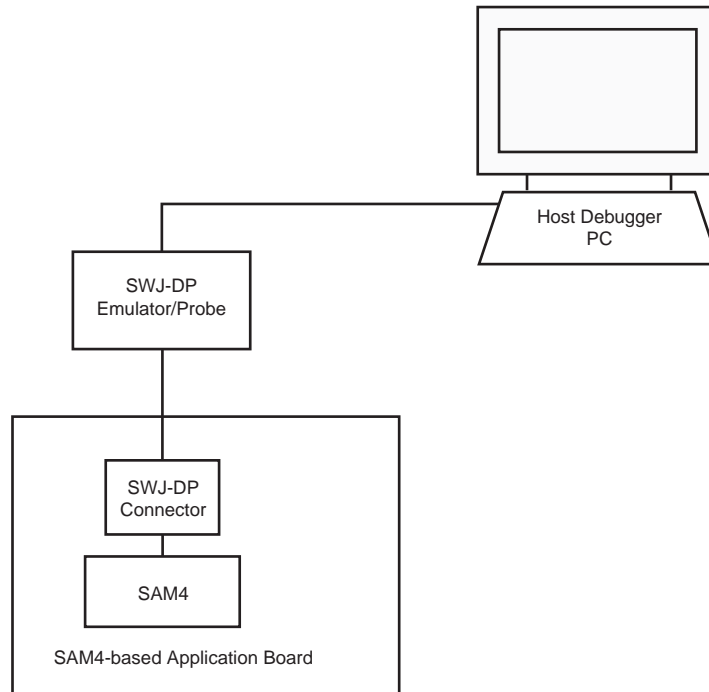 Host Debugger
PC
SWJ-DP
Emulator/Probe
SWJ-DP
Connector
SAM4
SAM4-based Application Board